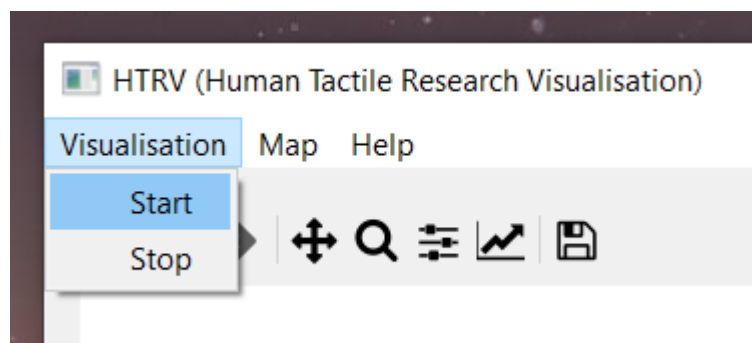 HTRV (Human Tactile Research Visualisation)
Visualisation Map Help
Start
Stop